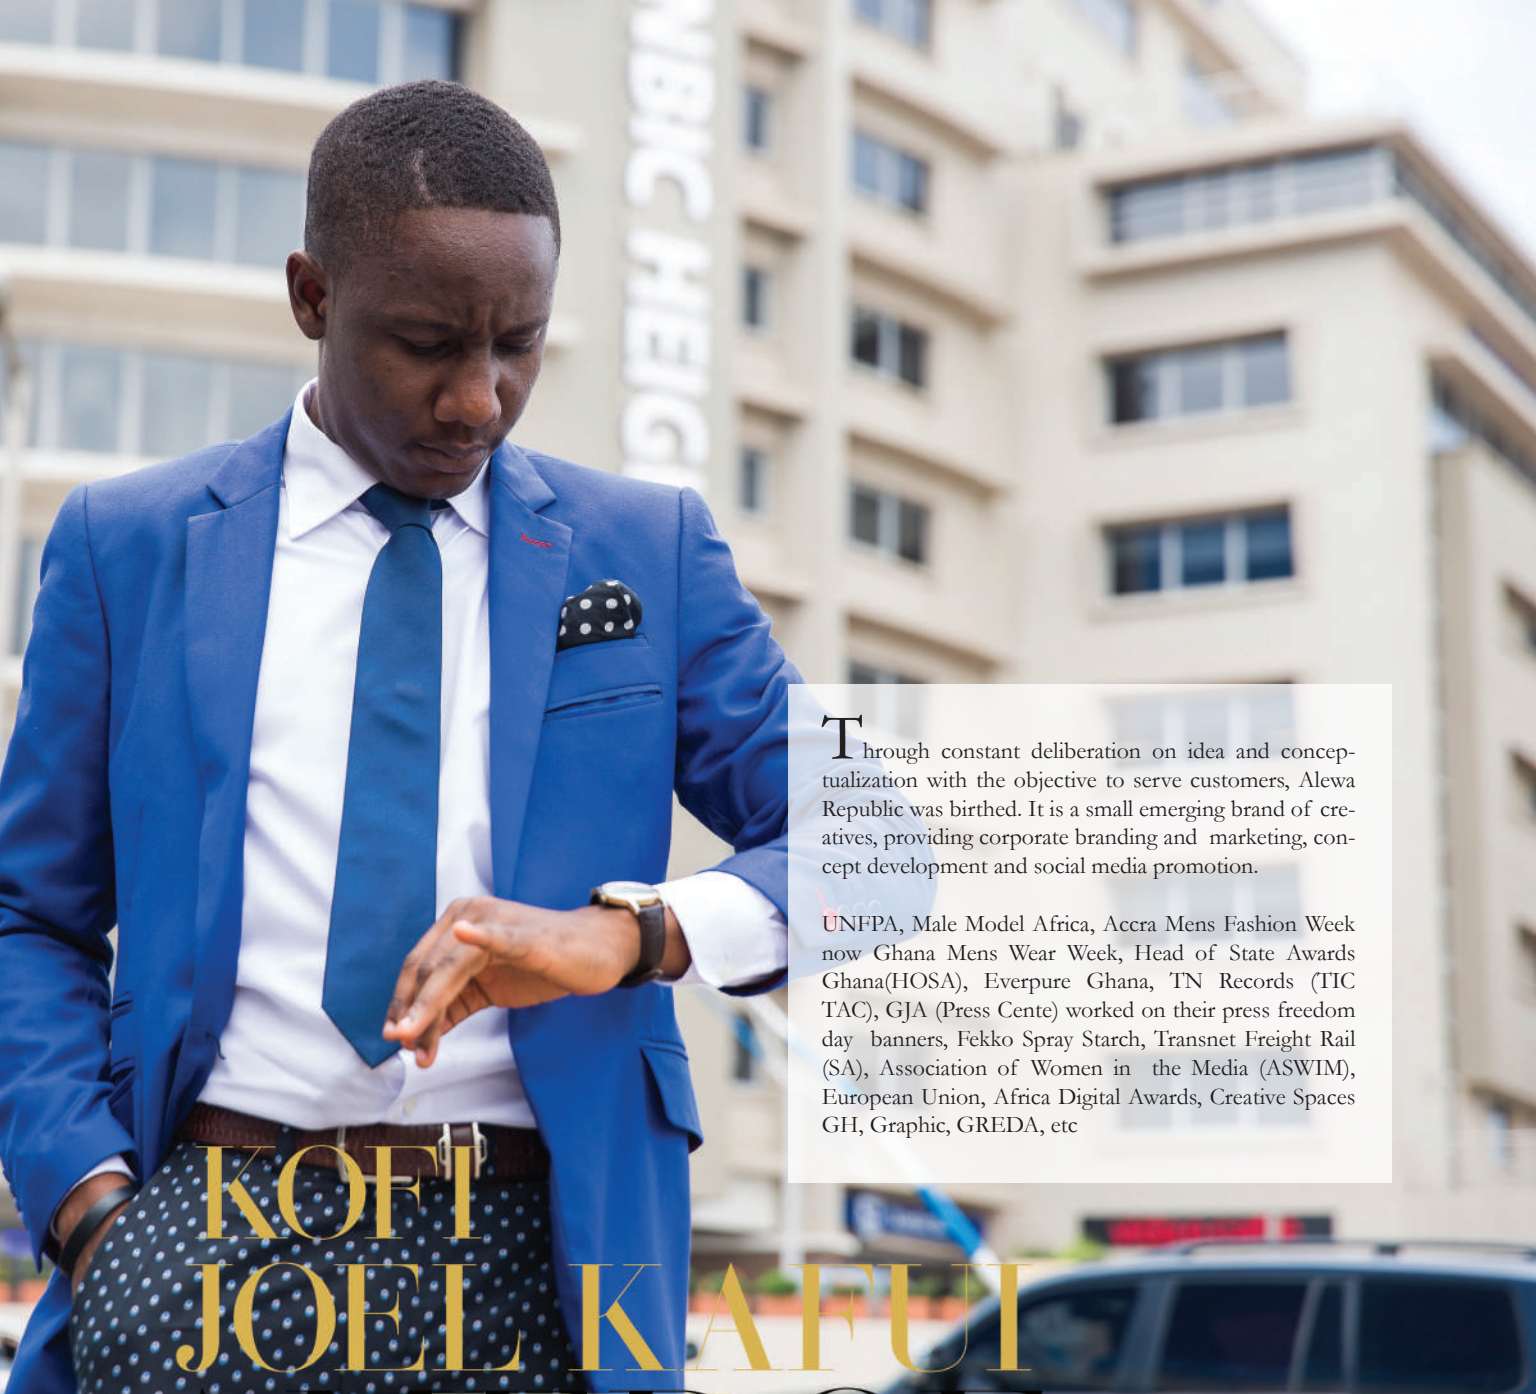 NBIC HEIG
Through constant deliberation on idea and concep-
tualization with the objective to serve customers, Alewa
Republic was birthed. It is a small emerging brand of cre-
atives, providing corporate branding and marketing, con-
cept development and social media promotion.
UNFPA, Male Model Africa, Accra Mens Fashion Week
now Ghana Mens Wear Week, Head of State Awards
Ghana(HOSA), Everpure Ghana, TN Records (TIC
TAC), GJA (Press Cente) worked on their press freedom
day banners, Fekko Spray Starch, Transnet Freight Rail
(SA), Association of Women in the Media (ASWIM),
European Union, Africa Digital Awards, Creative Spaces
GH, Graphic, GREDA, etc
KOFI
JOEL KAFUI